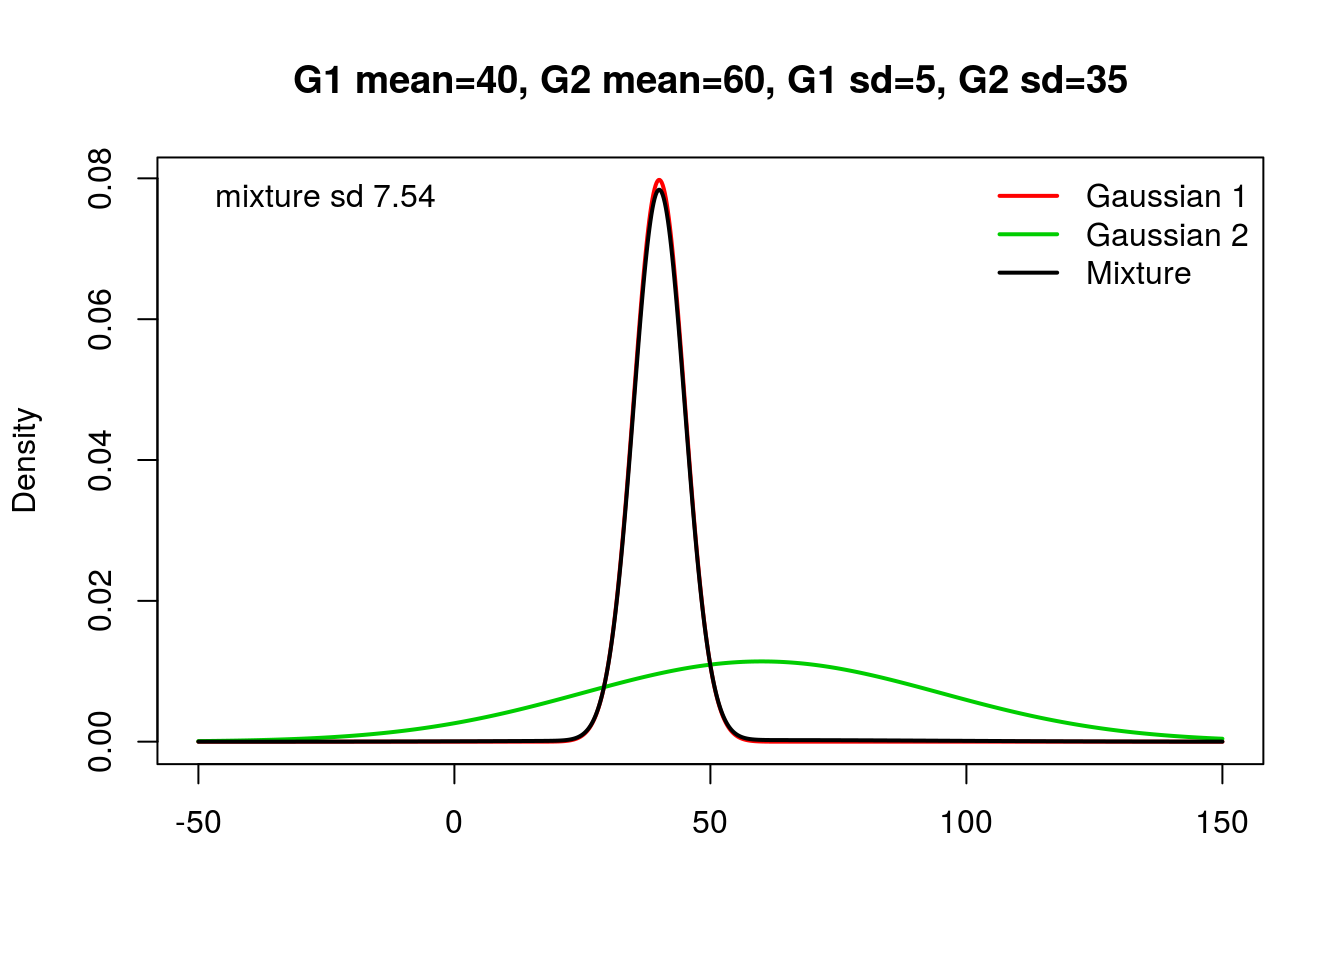 G1 mean=40, G2 mean=60, G1 sd=5, G2 sd=35
mixture sd 7.54
Gaussian 1
Gaussian 2
Mixture
Density
0.08
0.06
0.04
0.02
0.00
-50 0 50 100 150